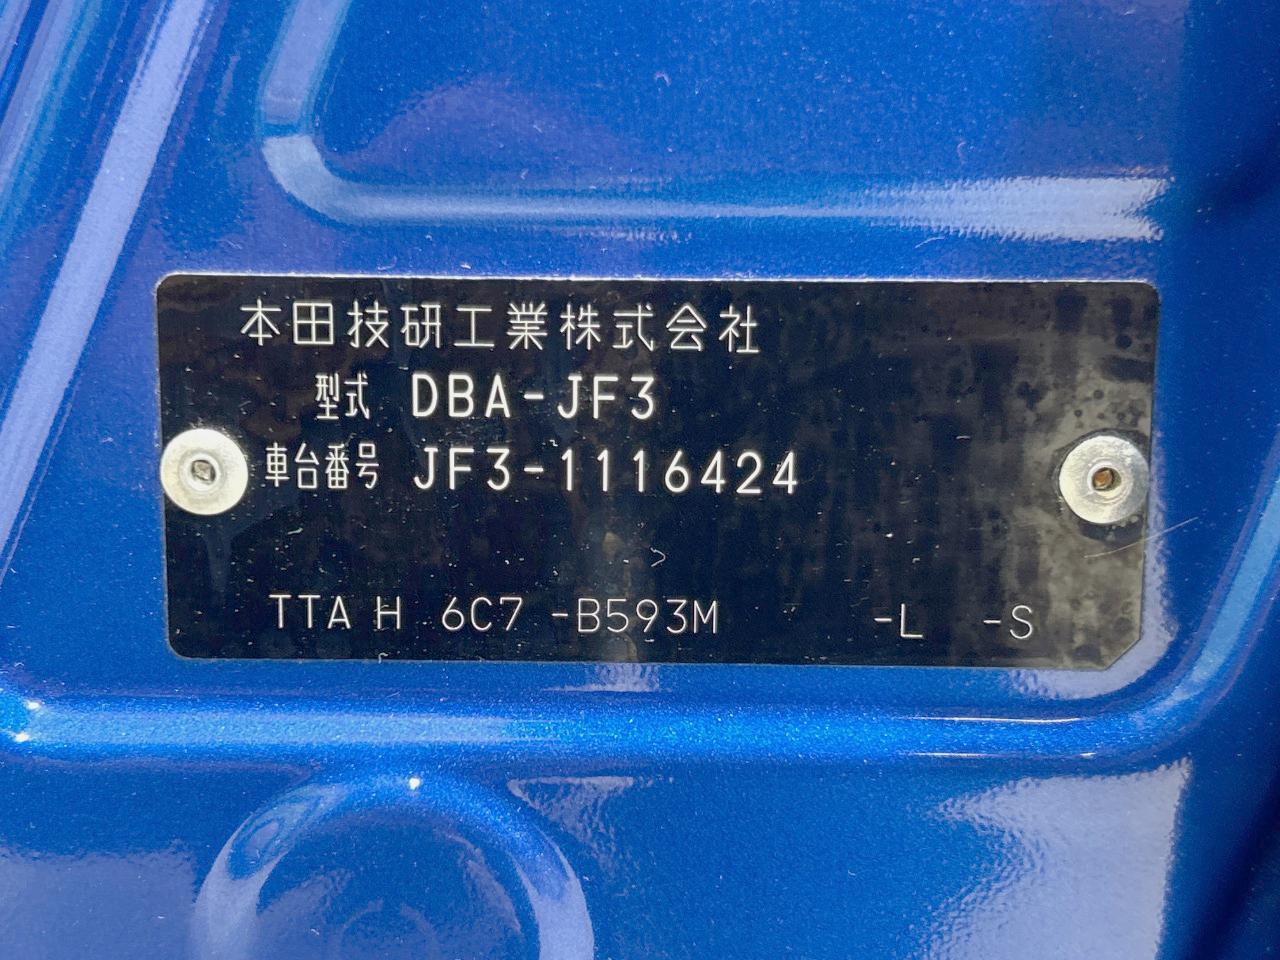 本田技研工業株式会社
型式 DBA-JF3
車台番号 JF3-1116424
TTA H 6C7 -B593M -L -S